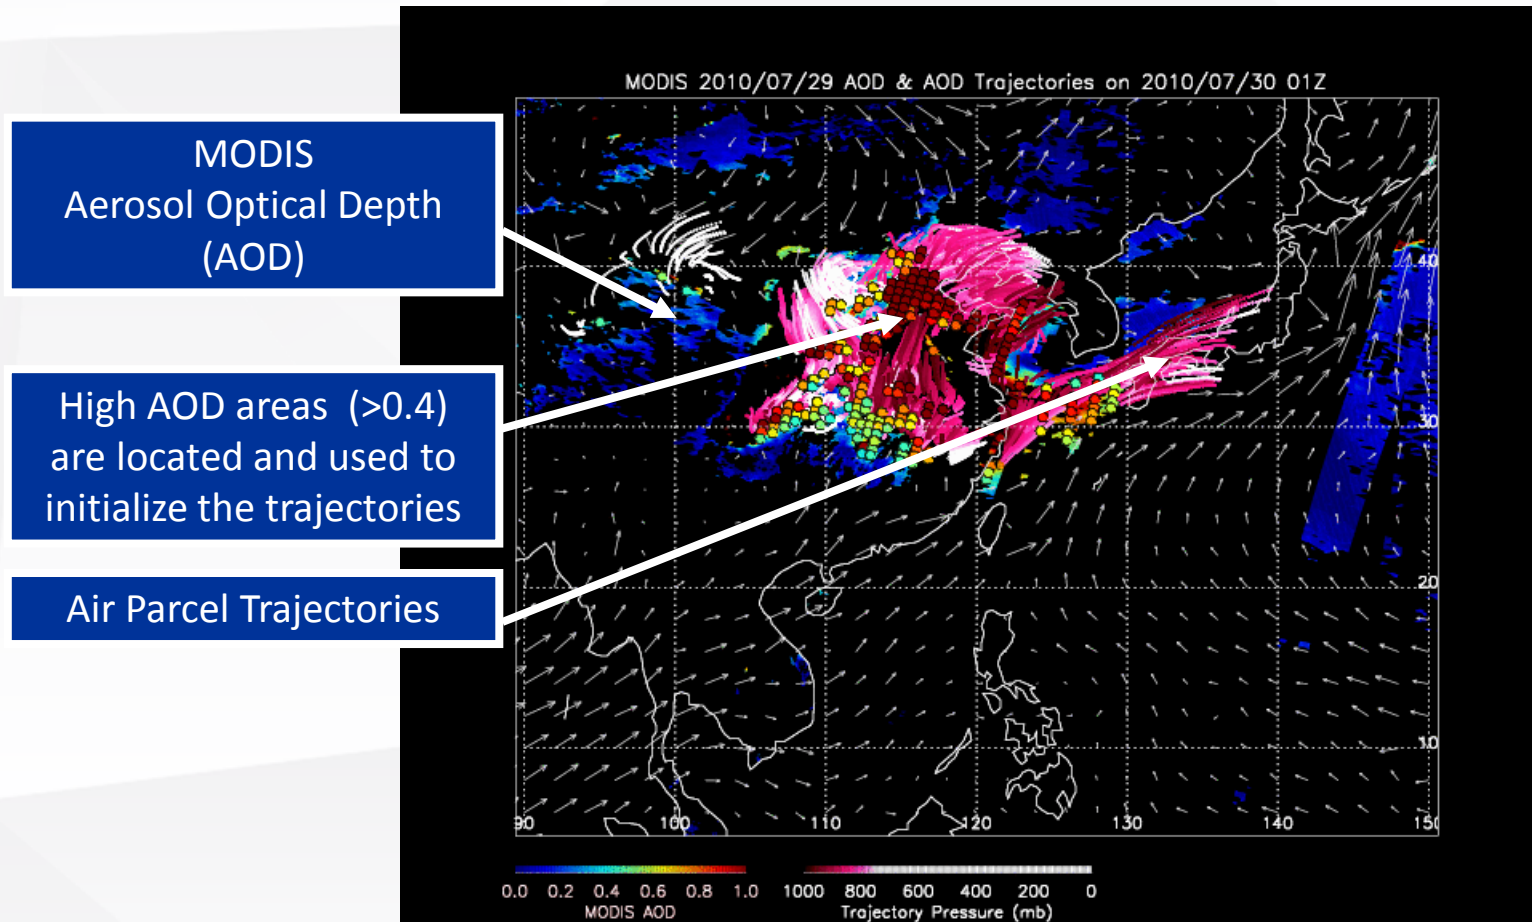 MODIS 2010/07/29 AOD & AOD Trajectories on 2010/07/30 01Z
MODIS
Aerosol Optical Depth
(AOD)
High AOD areas (>0.4)
are located and used to
initialize the trajectories
Air Parcel Trajectories
40
30
20
10
90 100 110 120 130 140 150
0.0 0.2 0.4 0.6 0.8 1.0
MODIS AOD
1000 800 600 400 200 0
Trajectory Pressure (mb)